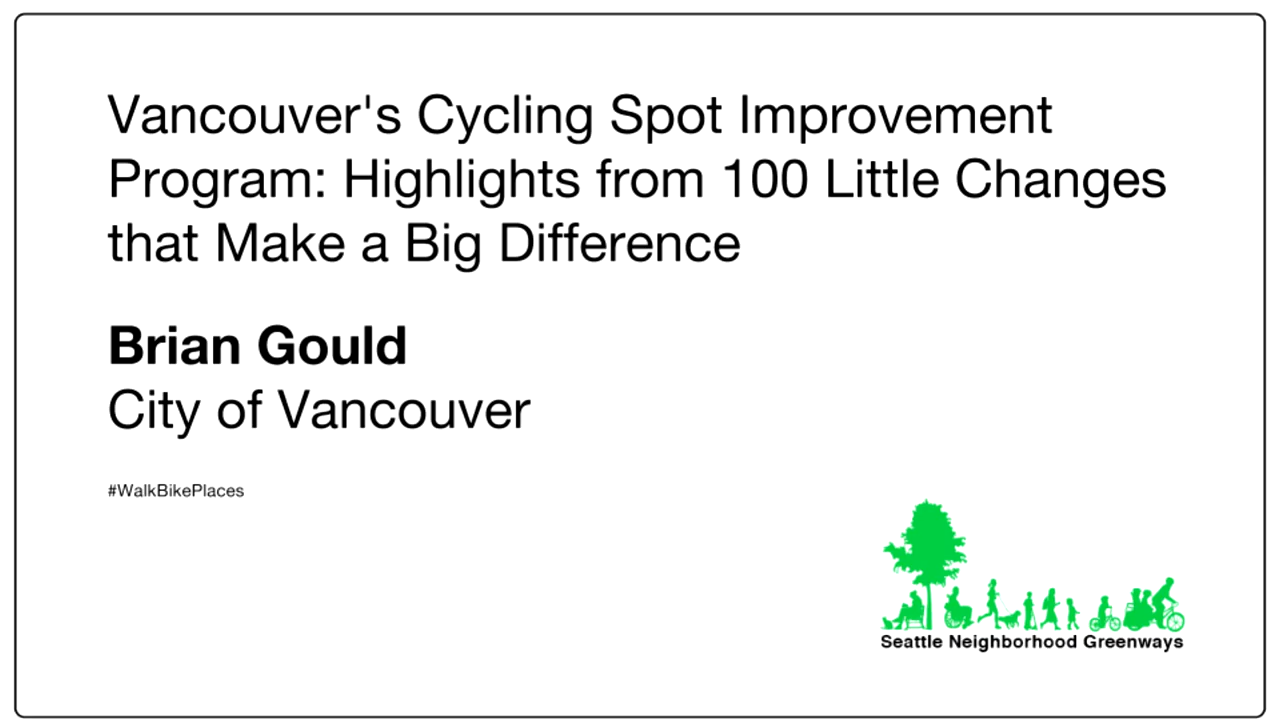 Vancouver's Cycling Spot Improvement
Program: Highlights from 100 Little Changes
that Make a Big Difference
Brian Gould
City of Vancouver
#WalkBikePlaces
Seattle Neighborhood Greenways